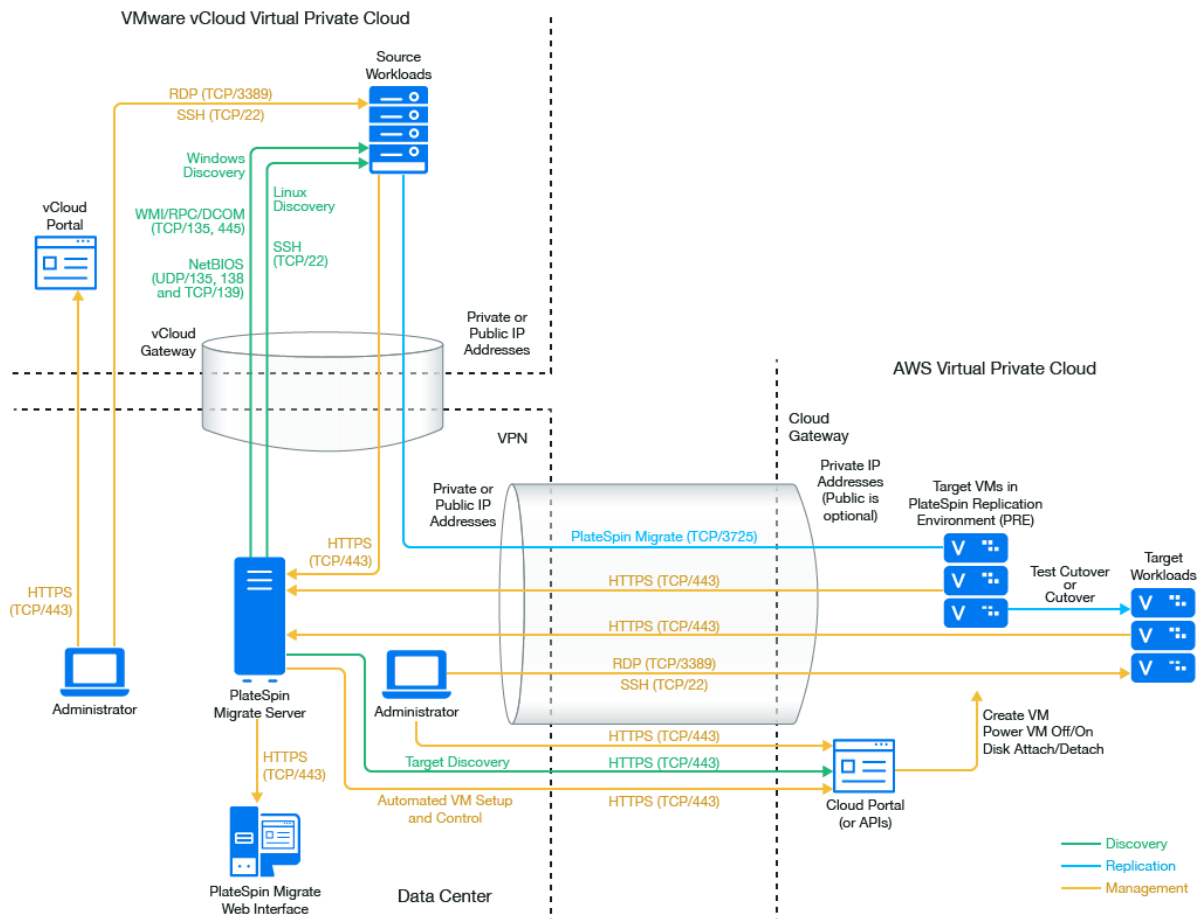 VMware vCloud Virtual Private Cloud
Source
Workloads
RDP (TCP/3389)
SSH (TCP/22)
Windows
Discovery
Linux
Discovery
vCloud
Portal
WMI/RPC/DCOM
(TCP/135, 445)
SSH
(TCP/22)
NetBIOS
(UDP/135, 138
and TCP/139)
vCloud
Gateway
Private or
Public IP
Addresses
AWS Virtual Private Cloud
VPN
Cloud
Gateway
Private or
Public IP
Addresses
Private IP
Addresses
(Public is
optional)
Target VMs in
PlateSpin Replication
Environment (PRE)
PlateSpin Migrate (TCP/3725)
HTTPS
(TCP/443)
HTTPS (TCP/443)
Test Cutover
or
Cutover
Target
Workloads
V
V
V
V
V
V
HTTPS
(TCP/443)
HTTPS (TCP/443)
RDP (TCP/3389)
SSH (TCP/22)
Administrator
PlateSpin
Migrate Server
Administrator
Create VM
Power VM Off/On
Disk Attach/Detach
HTTPS (TCP/443)
HTTPS
(TCP/443)
Target Discovery
HTTPS (TCP/443)
Automated VM Setup
and Control
HTTPS (TCP/443)
Cloud Portal
(or APIs)
PlateSpin Migrate
Web Interface
Data Center
Discovery
Replication
Management